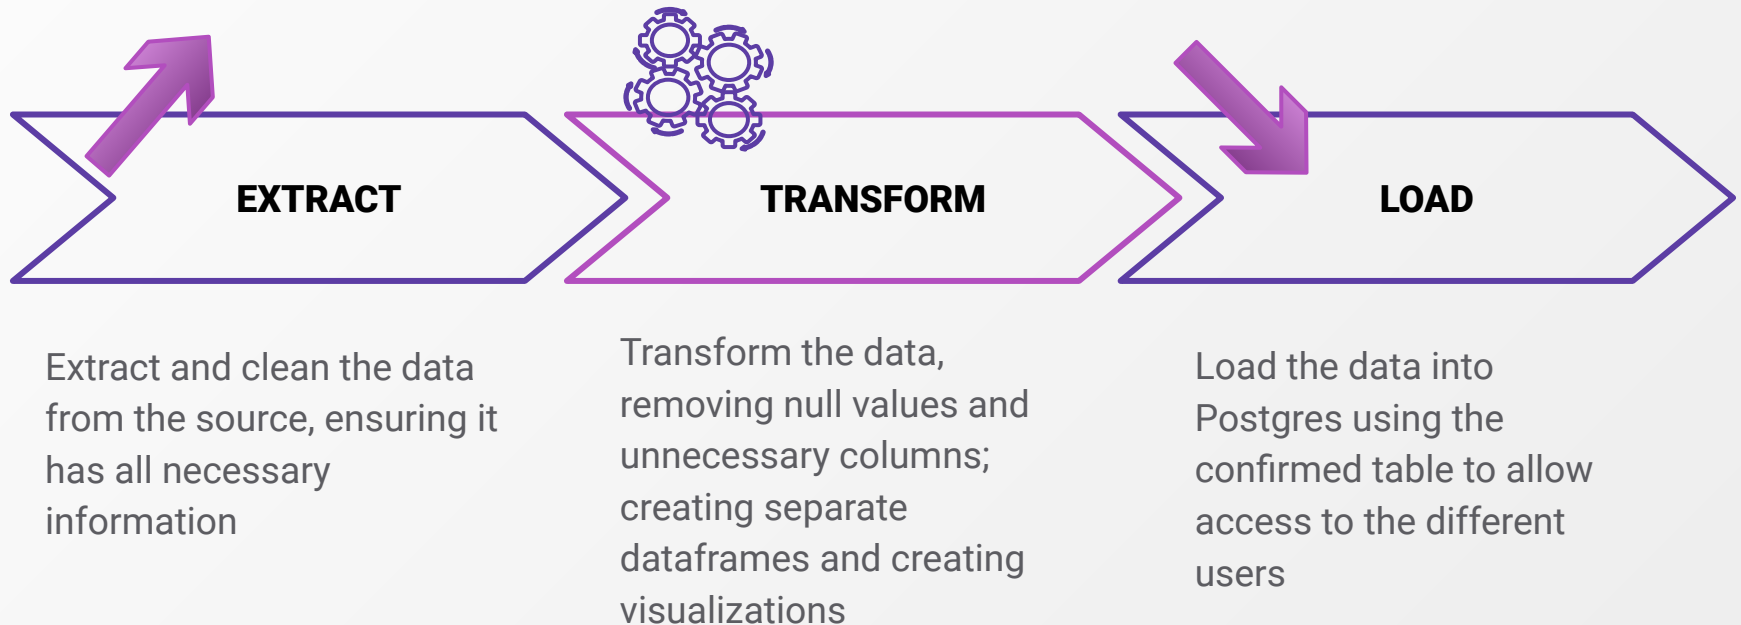 EXTRACT
TRANSFORM
LOAD
Extract and clean the data
from the source, ensuring it
has all necessary
information
Transform the data,
removing null values and
unnecessary columns;
creating separate
dataframes and creating
visualizations
Load the data into
Postgres using the
confirmed table to allow
access to the different
users